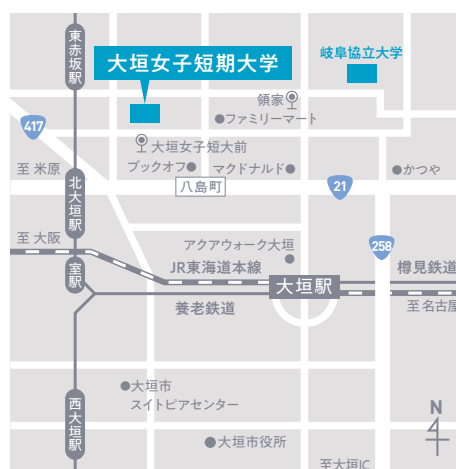 東赤坂駅
大垣女子短期大学
岐阜協立大学
領家
417
ファミリーマート
大垣女子短大前
至 米原
ブックオフ
マクドナルド
かつや
八島町
21
北大垣駅
至 大阪
アクアウォーク大垣
258
室駅
JR東海道本線
樽見鉄道
大垣駅
養老鉄道
至 名古屋
大垣市
スイトピアセンター
西大垣駅
大垣市役所
N
至大垣IC